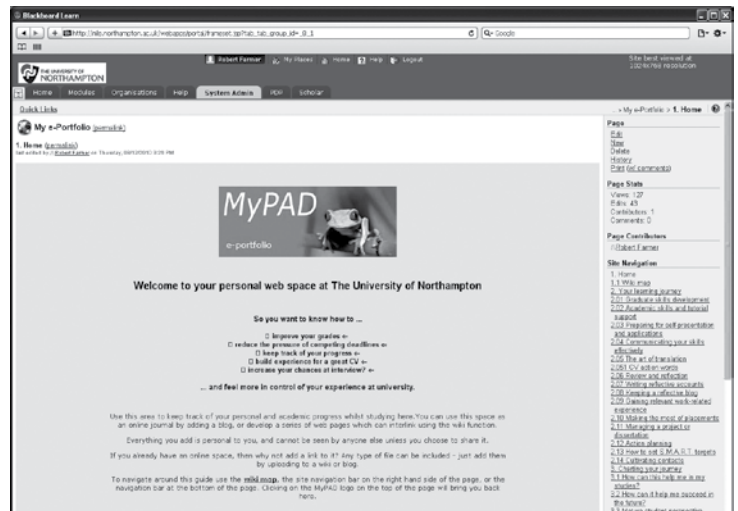 Blackboard Learn
Google
Robert Farmer My Places Home Help Logout
Site best viewed at
1024x768 resolution
THE UNIVERSITY OF
NORTHAMPTON
Home Modules Organisations Help System Admin PDP Scholar
Quick Links
... > My e-Portfolio > 1. Home
My e-Portfolio (permalink)
1. Home (permalink)
MyPAD
e-portfolio
Welcome to your personal web space at The University of Northampton
So you want to know how to ...
improve your grades
reduce the pressure of competing deadlines
keep track of your progress
build experience for a great CV
increase your chances at interview?
... and feel more in control of your experience at university.
Use this area to keep track of your personal and academic progress whilst studying here.You can use this space as
an online journal by adding a blog, or develop a series of web pages which can interlink using the wiki function.
Everything you add is personal to you, and cannot be seen by anyone else unless you choose to share it.
If you already have an online space, then why not add a link to it? Any type of file can be included - just add them
by uploading to a wiki or blog.
To navigate around this guide use the wiki map, the site navigation bar on the right hand side of the page, or the
navigation bar at the bottom of the page. Clicking on the MyPAD logo on the top of the page will bring you back
here.
Page
Edit
New
Delete
History
Print (w/ comments)
Page Stats
Views: 127
Edits: 43
Contributors: 1
Comments: 0
Page Contributors
Robert Farmer
Site Navigation
1. Home
1.1 Wiki map
2. Your learning journey
2.01 Graduate skills development
2.02 Academic skills and tutorial
support
2.03 Preparing for self presentation
and applications
2.04 Communicating your skills
effectively
2.05 The art of translation
2.051 CV action words
2.06 Review and reflection
2.07 Writing reflective accounts
2.08 Keeping a reflective blog
2.09 Gaining relevant work-related
experience
2.10 Making the most of placements
2.11 Managing a project or
dissertation
2.12 Action planning
2.13 How to set S.M.A.R.T. targets
2.14 Cultivating contacts
3. Charting your journey
3.1 How can this help me in my
studies?
3.2 How can it help me succeed in
the future?